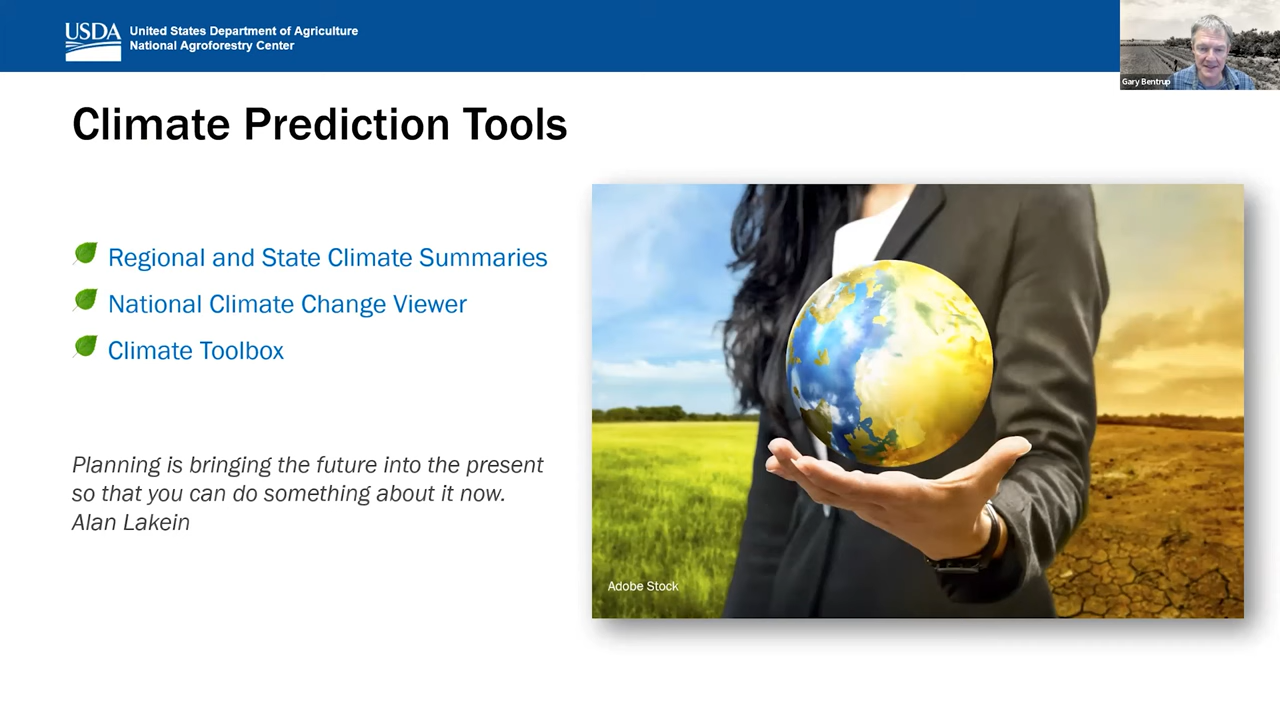 USDA
United States Department of Agriculture
National Agroforestry Center
Gary Bentrup
Climate Prediction Tools
Regional and State Climate Summaries
National Climate Change Viewer
Climate Toolbox
Planning is bringing the future into the present
so that you can do something about it now.
Alan Lakein
Adobe Stock